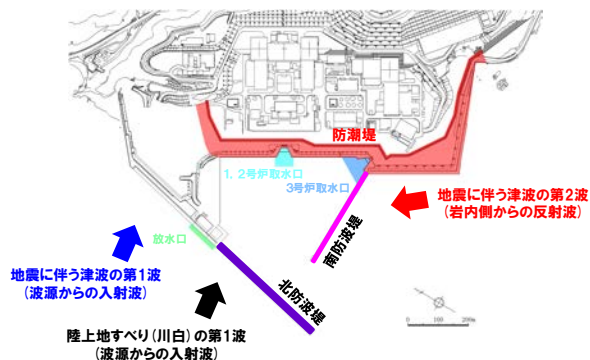 防潮堤
1, 2号炉取水口
3号炉取水口
地震に伴う津波の第2波
(岩内側からの反射波)
南防波堤
放水口
地震に伴う津波の第1波
(波源からの入射波)
北防波堤
陸上地すべり(川白)の第1波
(波源からの入射波)
0 100 200m